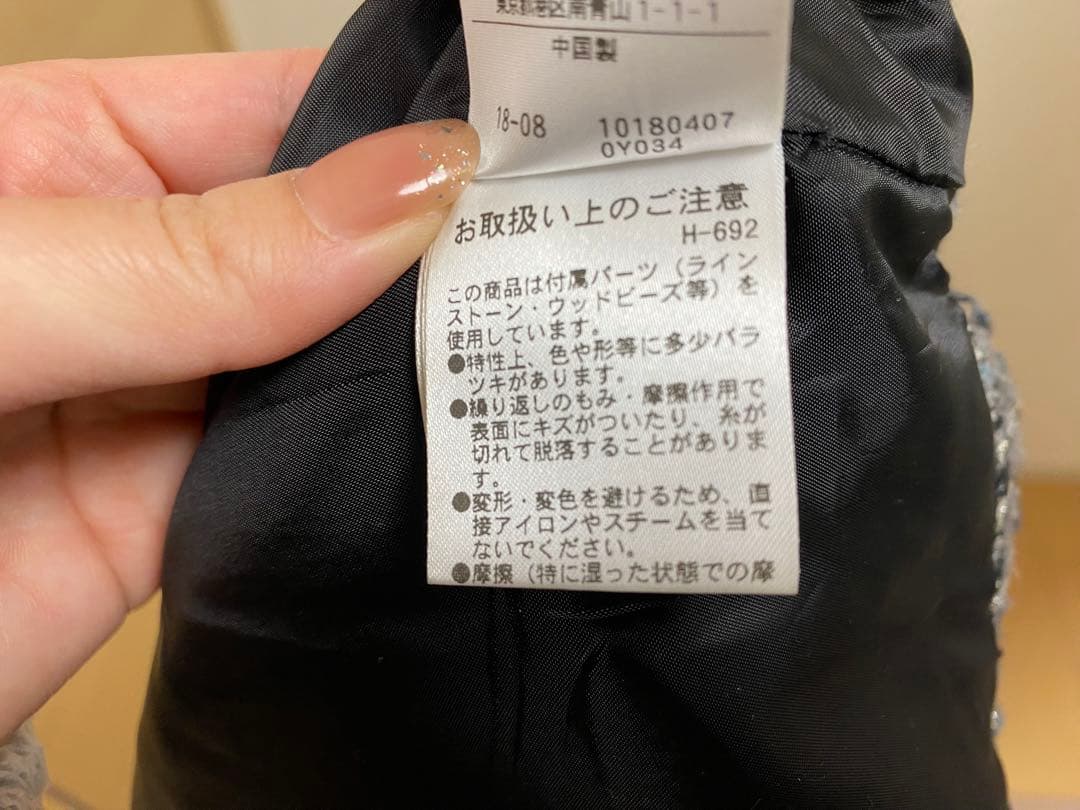 東京都港区南青山1-1-1
中国製
18-08 10180407
0Y034
お取扱い上のご注意
H-692
この商品は付属パーツ（ライン
ストーン・ウッドビーズ等）を
使用しています。
●特性上、色や形等に多少バラ
ツキがあります。
●繰り返しのもみ・摩擦作用で
表面にキズがついたり、糸が
切れて脱落することがありま
す。
●変形・変色を避けるため、直
接アイロンやスチームを当て
ないでください。
●摩擦（特に湿った状態での摩